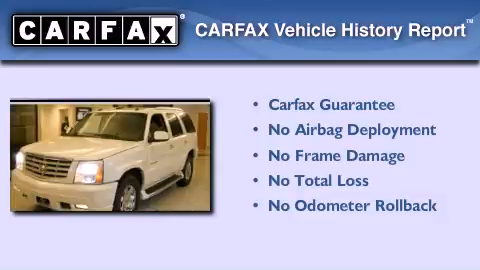 CARFAX® CARFAX Vehicle History Report™
• Carfax Guarantee
• No Airbag Deployment
• No Frame Damage
• No Total Loss
• No Odometer Rollback